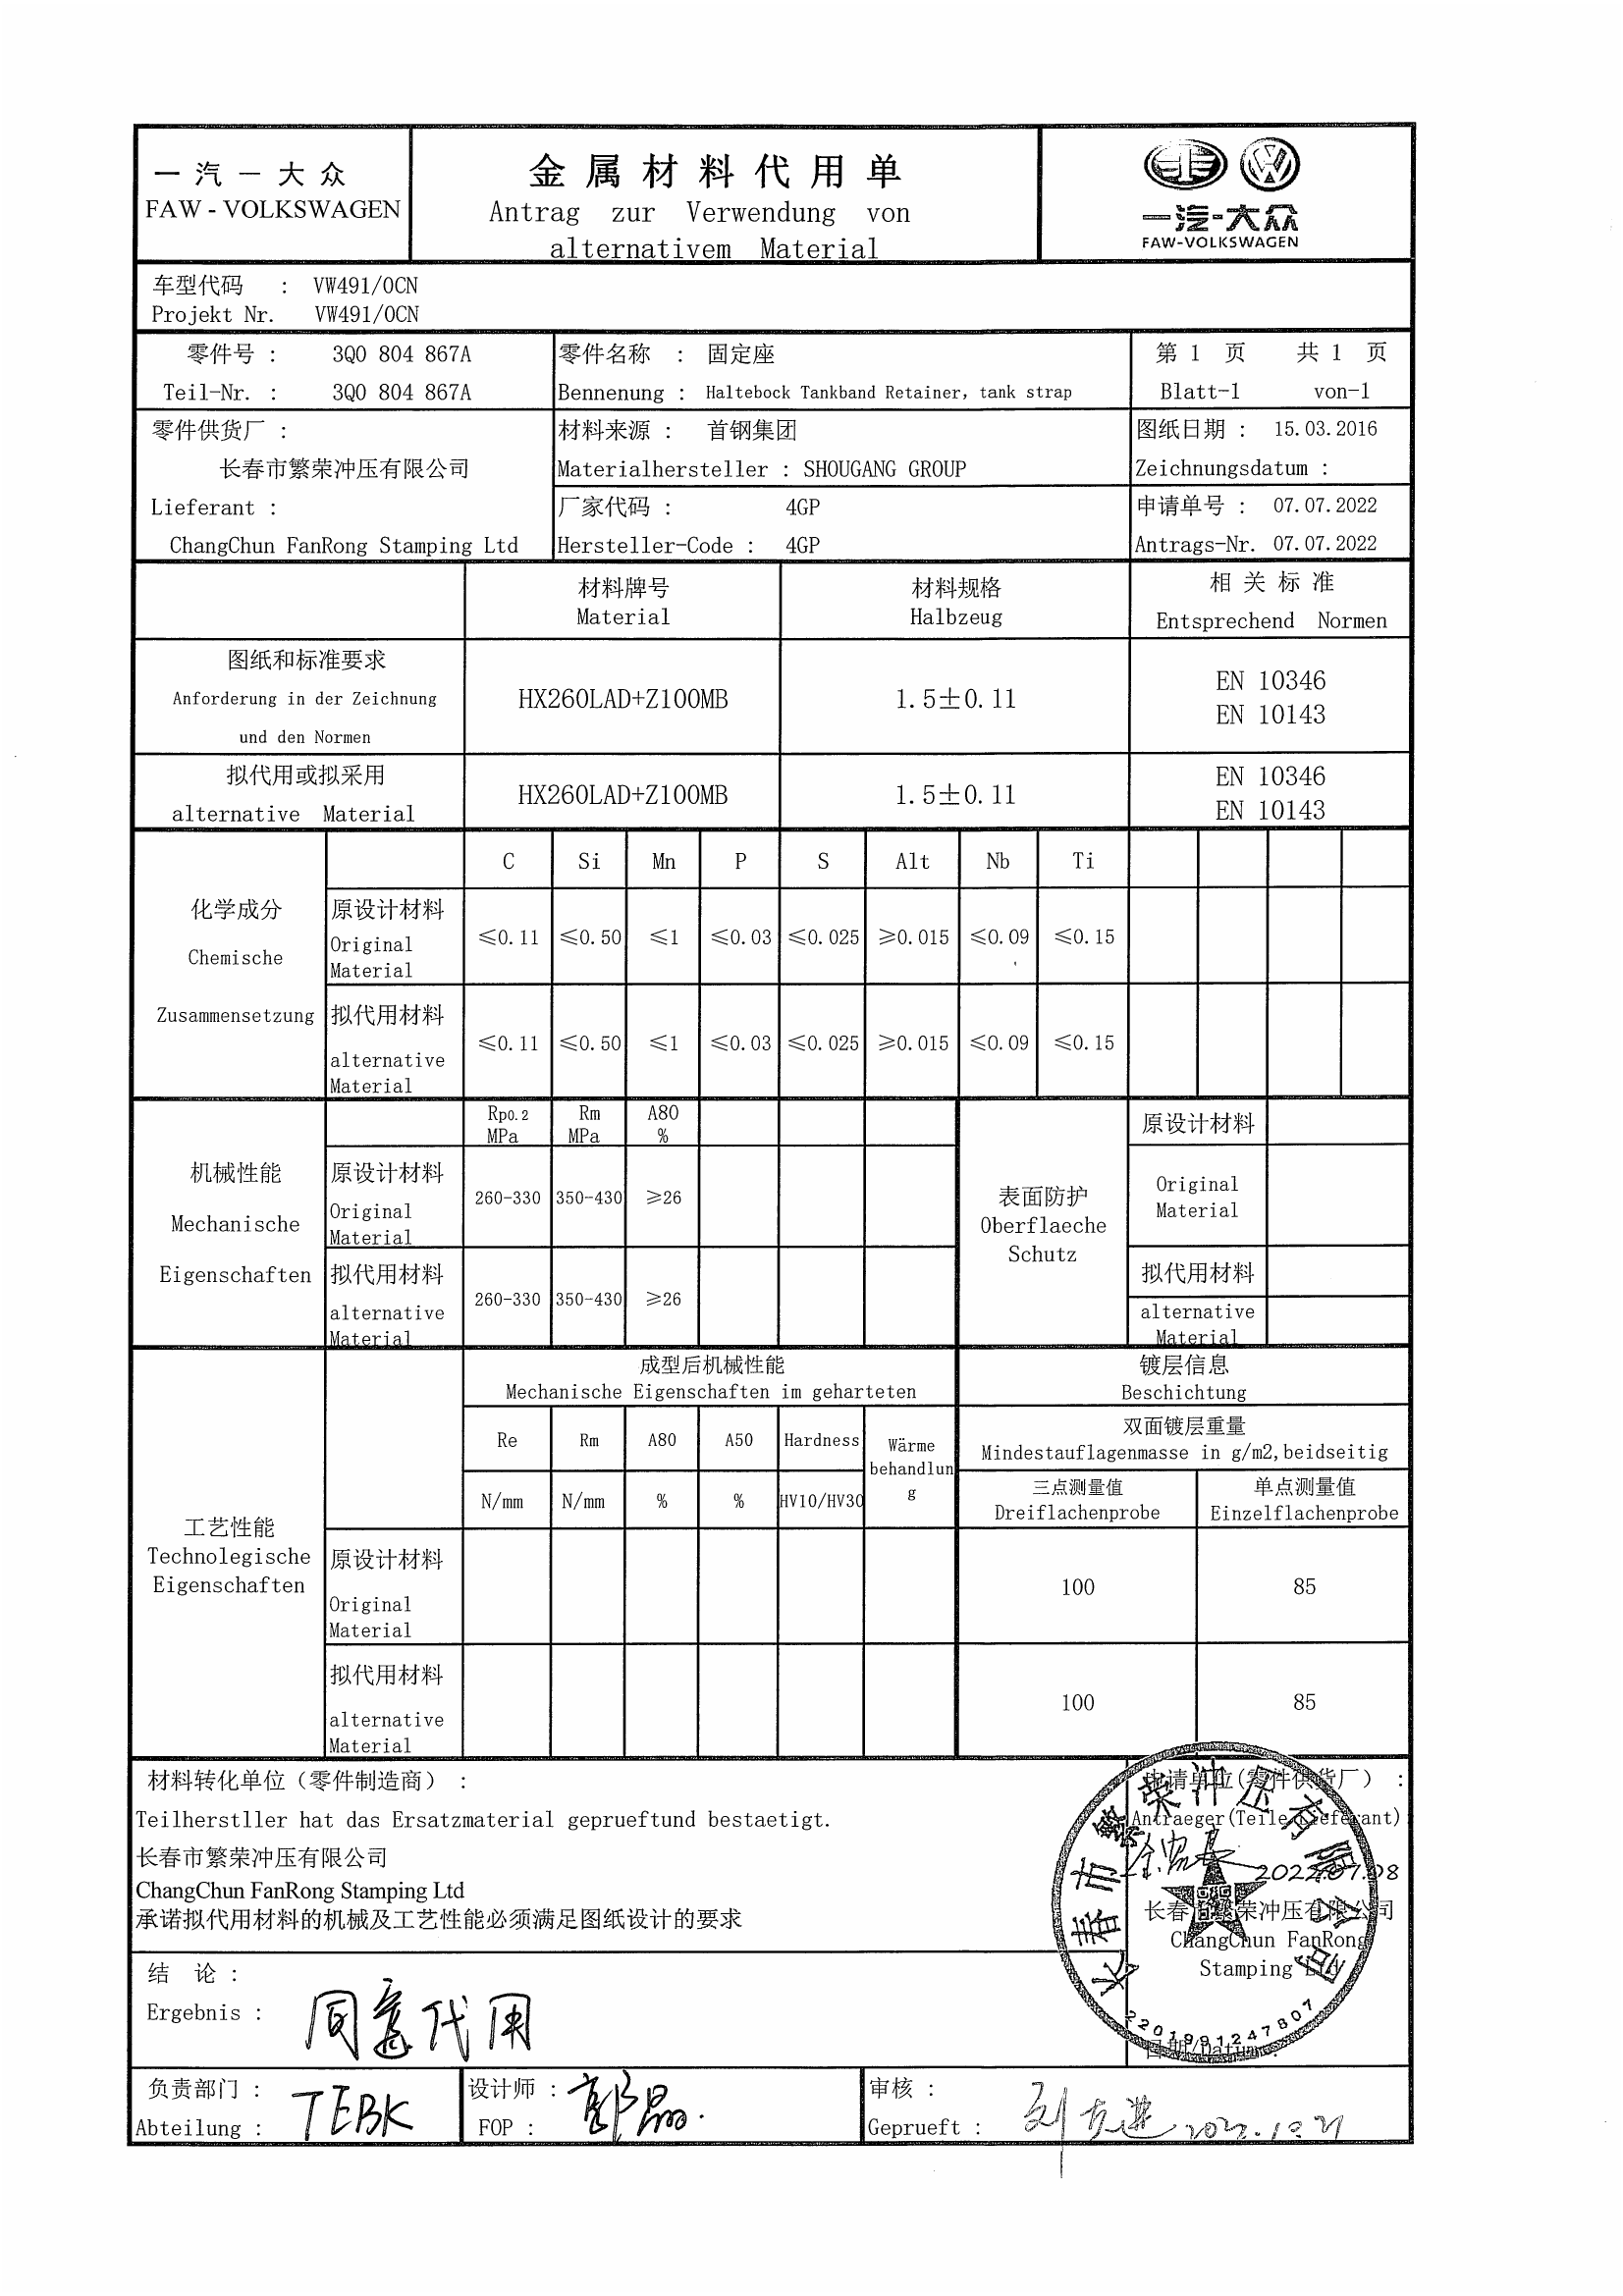 一 汽 － 大 众
FAW - VOLKSWAGEN
金 属 材 料 代 用 单
Antrag zur Verwendung von
alternativem Material
一汽-大众
FAW-VOLKSWAGEN
车型代码 : VW491/0CN
Projekt Nr. VW491/0CN
零件号 : 3Q0 804 867A
Teil-Nr. : 3Q0 804 867A
零件名称 : 固定座
Bennenung : Haltebock Tankband Retainer, tank strap
第 1 页 共 1 页
Blatt-1 von-1
零件供货厂 :
长春市繁荣冲压有限公司
Lieferant :
ChangChun FanRong Stamping Ltd
材料来源 : 首钢集团
Materialhersteller : SHOUGANG GROUP
厂家代码 : 4GP
Hersteller-Code : 4GP
图纸日期 : 15.03.2016
Zeichnungsdatum :
申请单号 : 07.07.2022
Antrags-Nr. 07.07.2022
材料牌号
Material
材料规格
Halbzeug
相 关 标 准
Entsprechend Normen
图纸和标准要求
Anforderung in der Zeichnung
und den Normen
HX260LAD+Z100MB
1.5±0.11
EN 10346
EN 10143
拟代用或拟采用
alternative Material
HX260LAD+Z100MB
1.5±0.11
EN 10346
EN 10143
化学成分
Chemische
Zusammensetzung
C Si Mn P S Alt Nb Ti
原设计材料
Original
Material
≤0.11 ≤0.50 ≤1 ≤0.03 ≤0.025 ≥0.015 ≤0.09 ≤0.15
拟代用材料
alternative
Material
≤0.11 ≤0.50 ≤1 ≤0.03 ≤0.025 ≥0.015 ≤0.09 ≤0.15
机械性能
Mechanische
Eigenschaften
Rp0.2 Rm A80
MPa MPa %
原设计材料
Original
Material
260-330 350-430 ≥26
拟代用材料
alternative
Material
260-330 350-430 ≥26
表面防护
Oberflaeche
Schutz
原设计材料
Original
Material
拟代用材料
alternative
Material
工艺性能
Technolegische
Eigenschaften
成型后机械性能
Mechanische Eigenschaften im geharteten
Re Rm A80 A50 Hardness
N/mm N/mm % % HV10/HV30
Wärme
behandlun
g
镀层信息
Beschichtung
双面镀层重量
Mindestauflagenmasse in g/m2,beidseitig
三点测量值
Dreiflachenprobe
单点测量值
Einzelflachenprobe
原设计材料
Original
Material
100 85
拟代用材料
alternative
Material
100 85
材料转化单位（零件制造商） :
Teilherstller hat das Ersatzmaterial geprueftund bestaetigt.
长春市繁荣冲压有限公司
ChangChun FanRong Stamping Ltd
承诺拟代用材料的机械及工艺性能必须满足图纸设计的要求
申请单位(零件供货厂） :
Antraeger(Teile Lieferant)
2022.07.08
长春市繁荣冲压有限公司
ChangChun FanRong
Stamping Ltd
日期/Datum :
长春市繁荣冲压有限公司
2201991247807
结 论 :
Ergebnis :
同意代用
负责部门 :
Abteilung :
TEBK
设计师 :
FOP :
郭晶
审核 :
Geprueft :